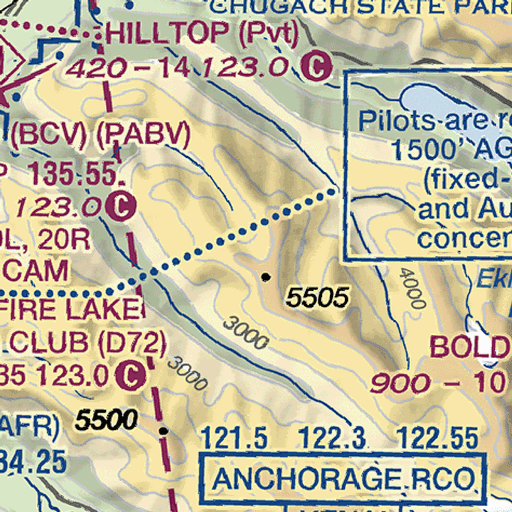 CHUGACH STATE PAR
HILLTOP (Pvt)
420 – 14 123.0 C
(BCV) (PABV)
P 135.55
123.0 C
0L, 20R
CAM
Pilots are re
1500' AG
(fixed-
and Au
concer
Ekl
5505
4000
FIRE LAKE
CLUB (D72)
35 123.0 C
3000
3000
BOLD
900 – 10
AFR)
34.25
5500
121.5 122.3 122.55
ANCHORAGE RCO